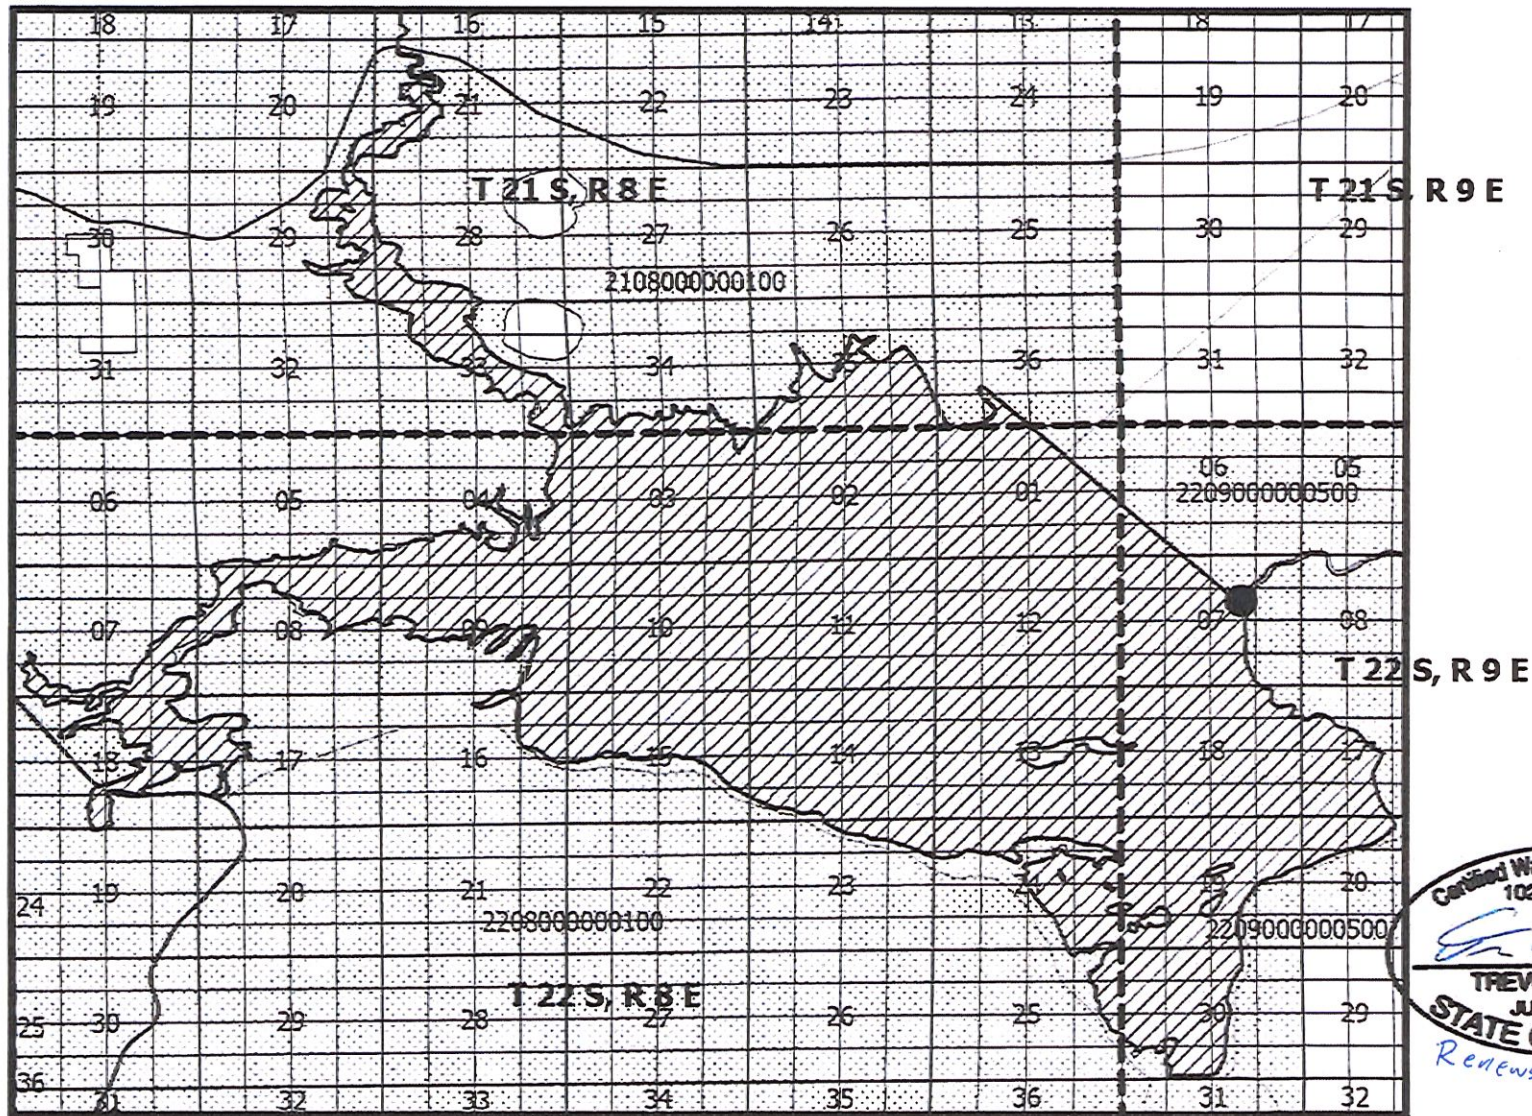 18 17 16 15 14 13 18 17
19 20 21 22 23 24 19 20
T 21 S, R 8 E T 21 S, R 9 E
30 29 28 27 26 25 30 29
2108000000100
31 32 33 34 35 36 31 32
06 05 04 03 02 01 06 05
2209000000500
07 08 09 10 11 12 07 08
T 22 S, R 9 E
18 17 16 15 14 13 18 17
24 19 20 21 22 23 24 20
2208000000100 2209000000500
T 22 S, R 8 E
25 30 29 28 27 26 25 30 29
36 31 32 33 34 35 36 31 32
Certified
102
TREV
JU
STATE
Renews